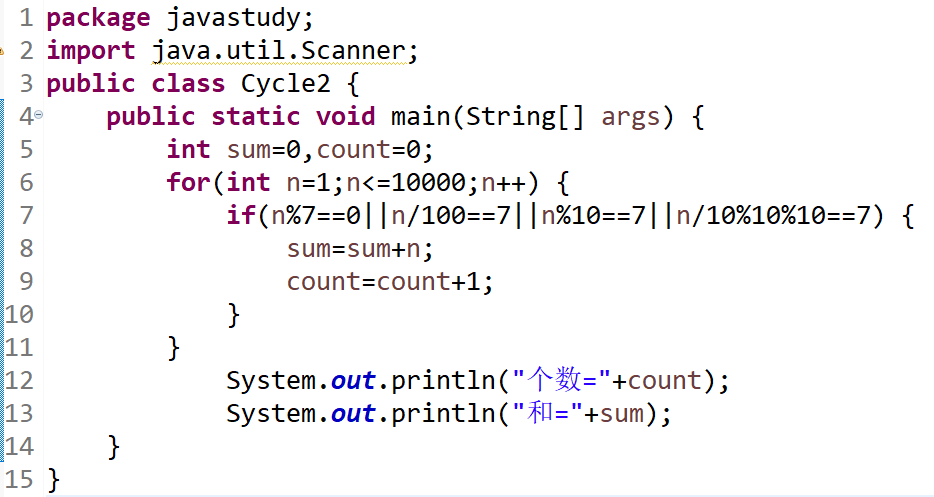 1 package javastudy;
2 import java.util.Scanner;
3 public class Cycle2 {
4 public static void main(String[] args) {
5 int sum=0,count=0;
6 for(int n=1;n<=10000;n++) {
7 if(n%7==0||n/100==7||n%10==7||n/10%10%10==7) {
8 sum=sum+n;
9 count=count+1;
10 }
11 }
12 System.out.println("个数="+count);
13 System.out.println("和="+sum);
14 }
15 }